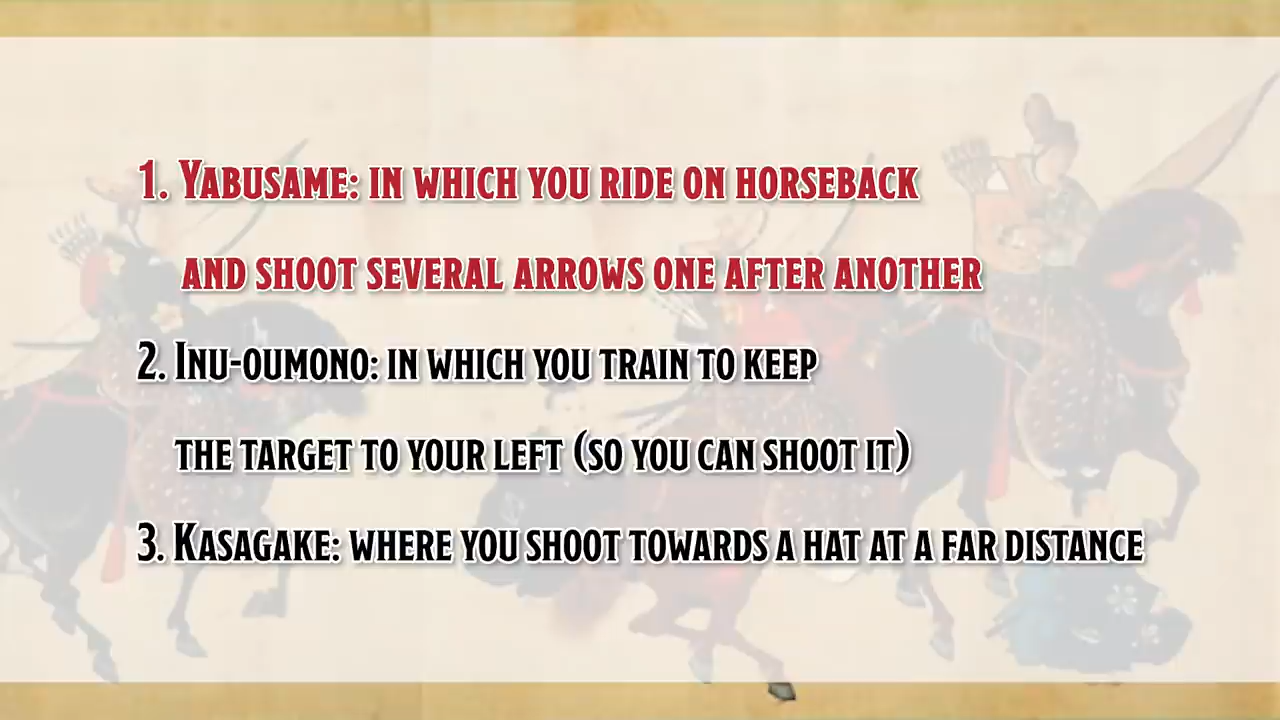 1. Yabusame: in which you ride on horseback
and shoot several arrows one after another
2. Inu-oumono: in which you train to keep
the target to your left (so you can shoot it)
3. Kasagake: where you shoot towards a hat at a far distance